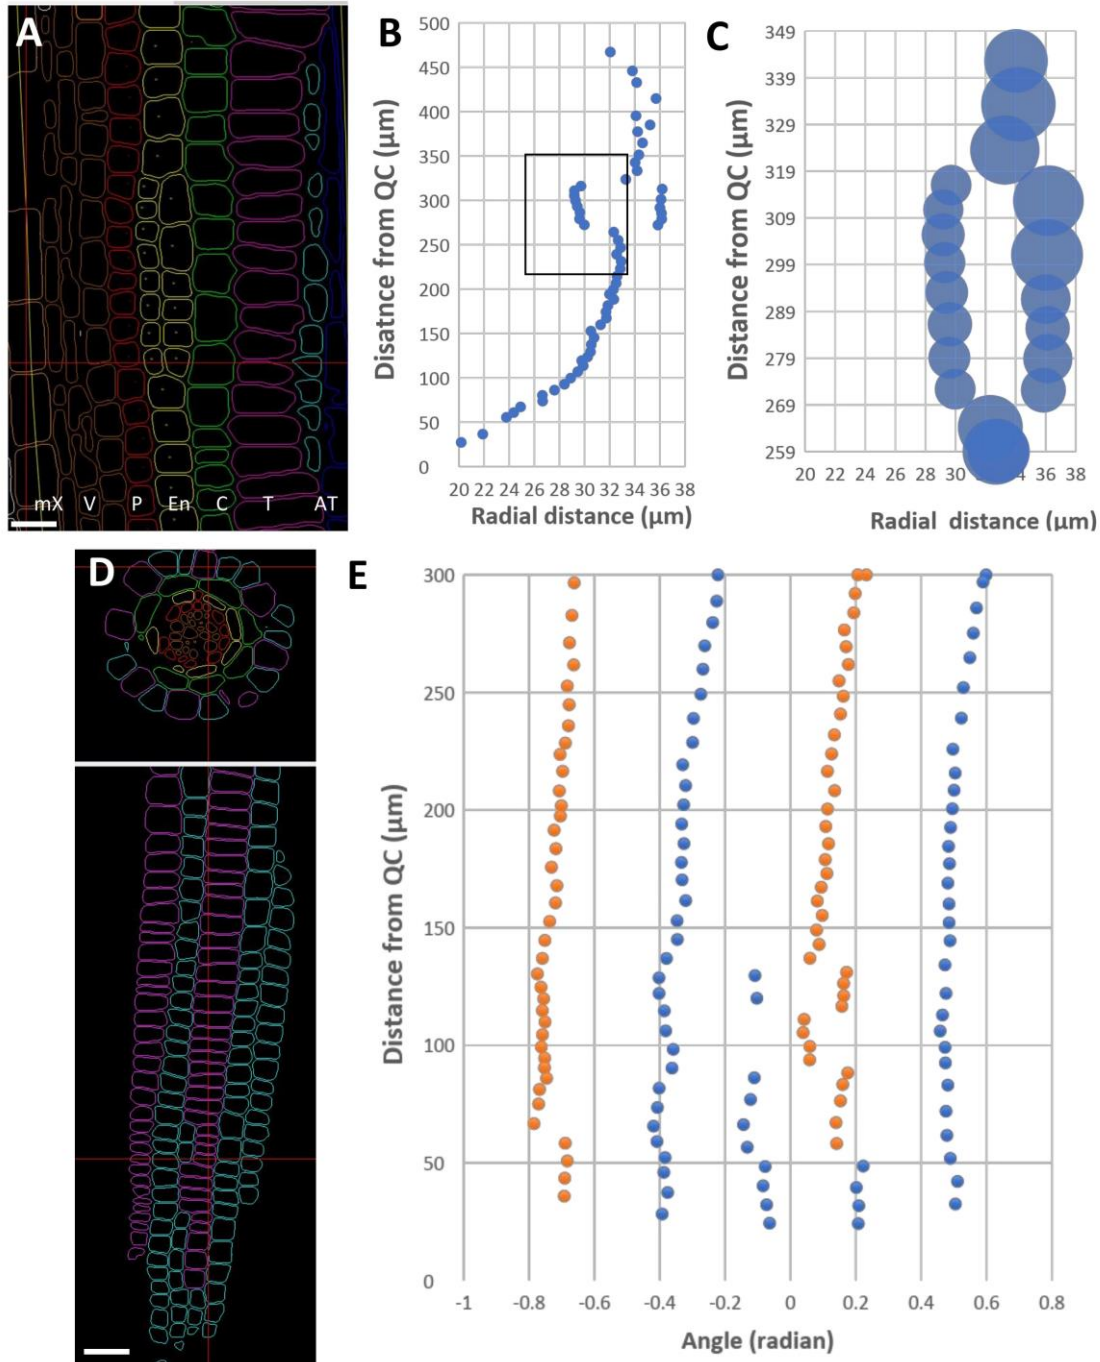 A
mX V P En C T AT
B
500
450
400
350
300
250
200
150
100
50
0
Disatnce from QC (μm)
20 22 24 26 28 30 32 34 36 38
Radial distance (μm)
C
349
339
329
319
309
299
289
279
269
259
Distance from QC (μm)
20 22 24 26 28 30 32 34 36 38
Radial distance (μm)
D
E
300
250
200
150
100
50
0
Distance from QC (μm)
-1 -0.8 -0.6 -0.4 -0.2 0 0.2 0.4 0.6 0.8
Angle (radian)